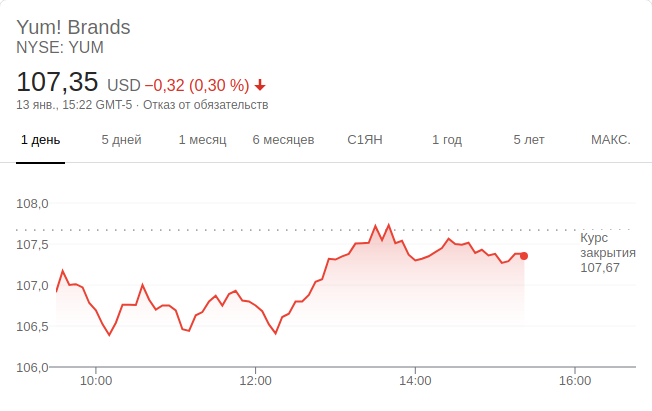 Yum! Brands
NYSE: YUM
107,35 USD −0,32 (0,30 %)
13 янв., 15:22 GMT-5 · Отказ от обязательств
1 день 5 дней 1 месяц 6 месяцев С1ЯН 1 год 5 лет МАКС.
108,0
107,5
107,0
106,5
106,0
Курс
закрытия
107,67
10:00 12:00 14:00 16:00